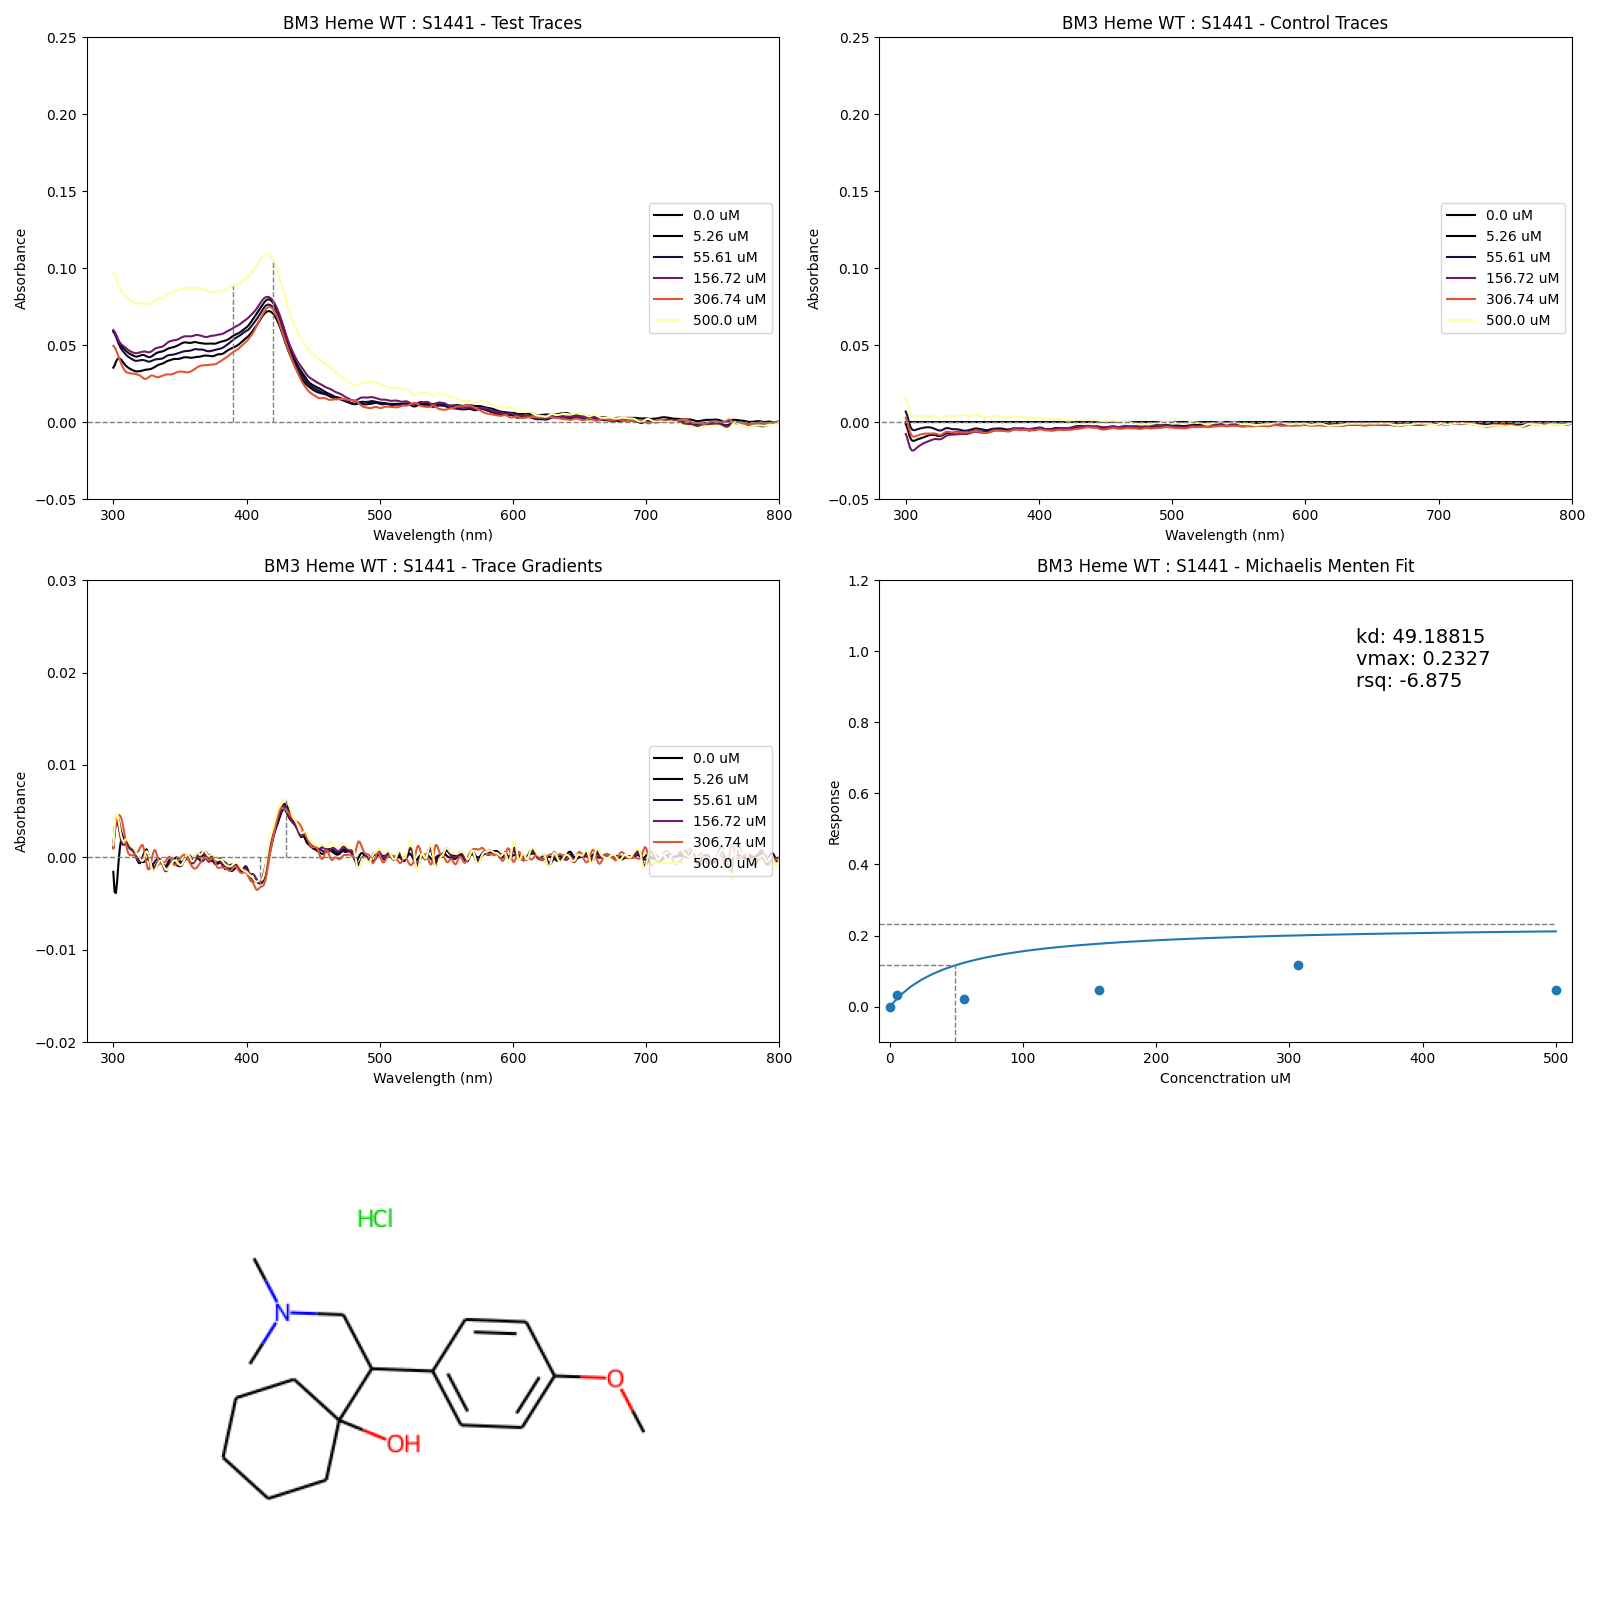 BM3 Heme WT : S1441 - Test Traces
Absorbance
0.25
0.20
0.15
0.10
0.05
0.00
−0.05
300
400
500
600
700
800
Wavelength (nm)
0.0 uM
5.26 uM
55.61 uM
156.72 uM
306.74 uM
500.0 uM
BM3 Heme WT : S1441 - Control Traces
Absorbance
0.25
0.20
0.15
0.10
0.05
0.00
−0.05
300
400
500
600
700
800
Wavelength (nm)
0.0 uM
5.26 uM
55.61 uM
156.72 uM
306.74 uM
500.0 uM
BM3 Heme WT : S1441 - Trace Gradients
Absorbance
0.03
0.02
0.01
0.00
−0.01
−0.02
300
400
500
600
700
800
Wavelength (nm)
0.0 uM
5.26 uM
55.61 uM
156.72 uM
306.74 uM
500.0 uM
BM3 Heme WT : S1441 - Michaelis Menten Fit
Response
1.2
1.0
0.8
0.6
0.4
0.2
0.0
0
100
200
300
400
500
Concenctration uM
kd: 49.18815
vmax: 0.2327
rsq: -6.875
HCl
N
O
OH